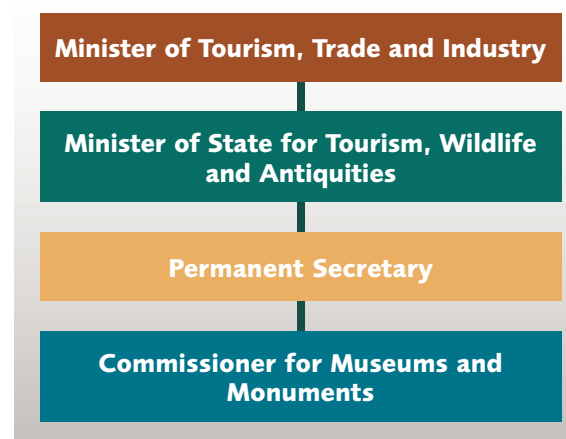 Minister of Tourism, Trade and Industry
Minister of State for Tourism, Wildlife
and Antiquities
Permanent Secretary
Commissioner for Museums and
Monuments